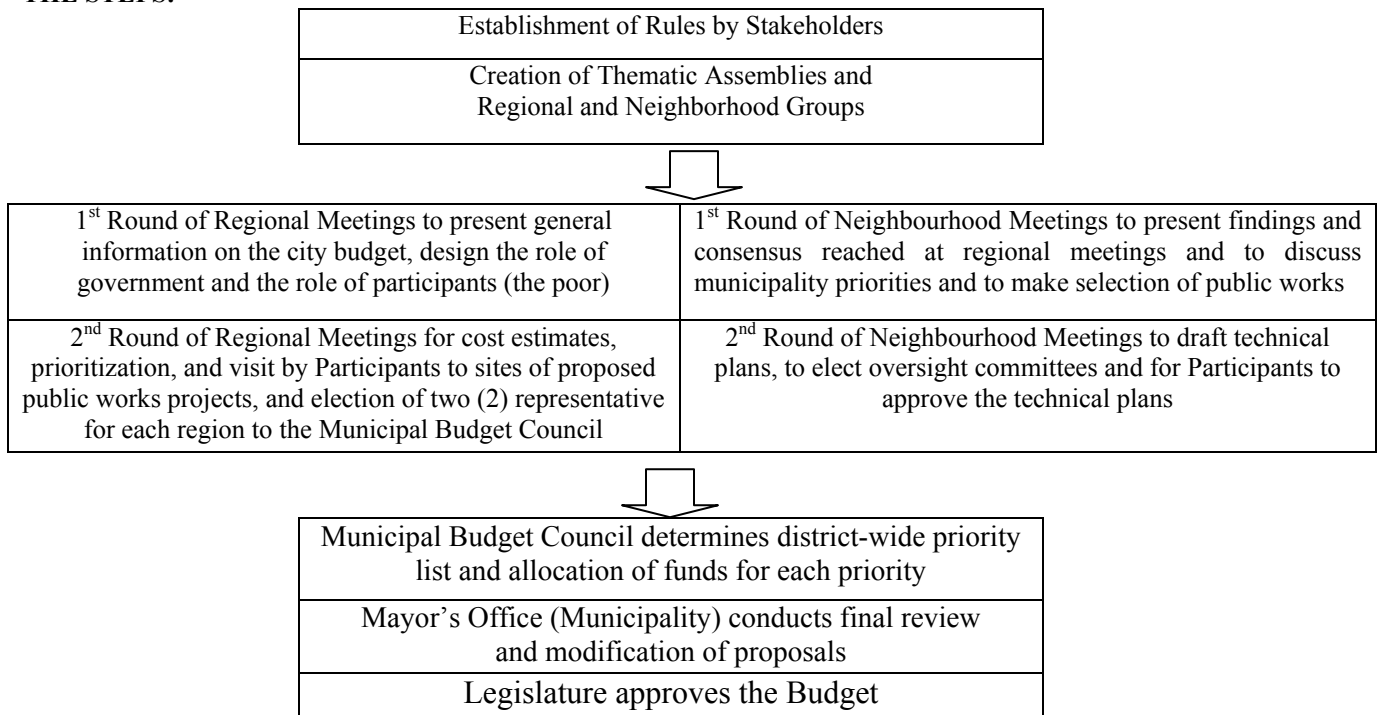 Establishment of Rules by Stakeholders
Creation of Thematic Assemblies and
Regional and Neighborhood Groups
1st Round of Regional Meetings to present general
information on the city budget, design the role of
government and the role of participants (the poor)
1st Round of Neighbourhood Meetings to present findings and
consensus reached at regional meetings and to discuss
municipality priorities and to make selection of public works
2nd Round of Regional Meetings for cost estimates,
prioritization, and visit by Participants to sites of proposed
public works projects, and election of two (2) representative
for each region to the Municipal Budget Council
2nd Round of Neighbourhood Meetings to draft technical
plans, to elect oversight committees and for Participants to
approve the technical plans
Municipal Budget Council determines district-wide priority
list and allocation of funds for each priority
Mayor’s Office (Municipality) conducts final review
and modification of proposals
Legislature approves the Budget